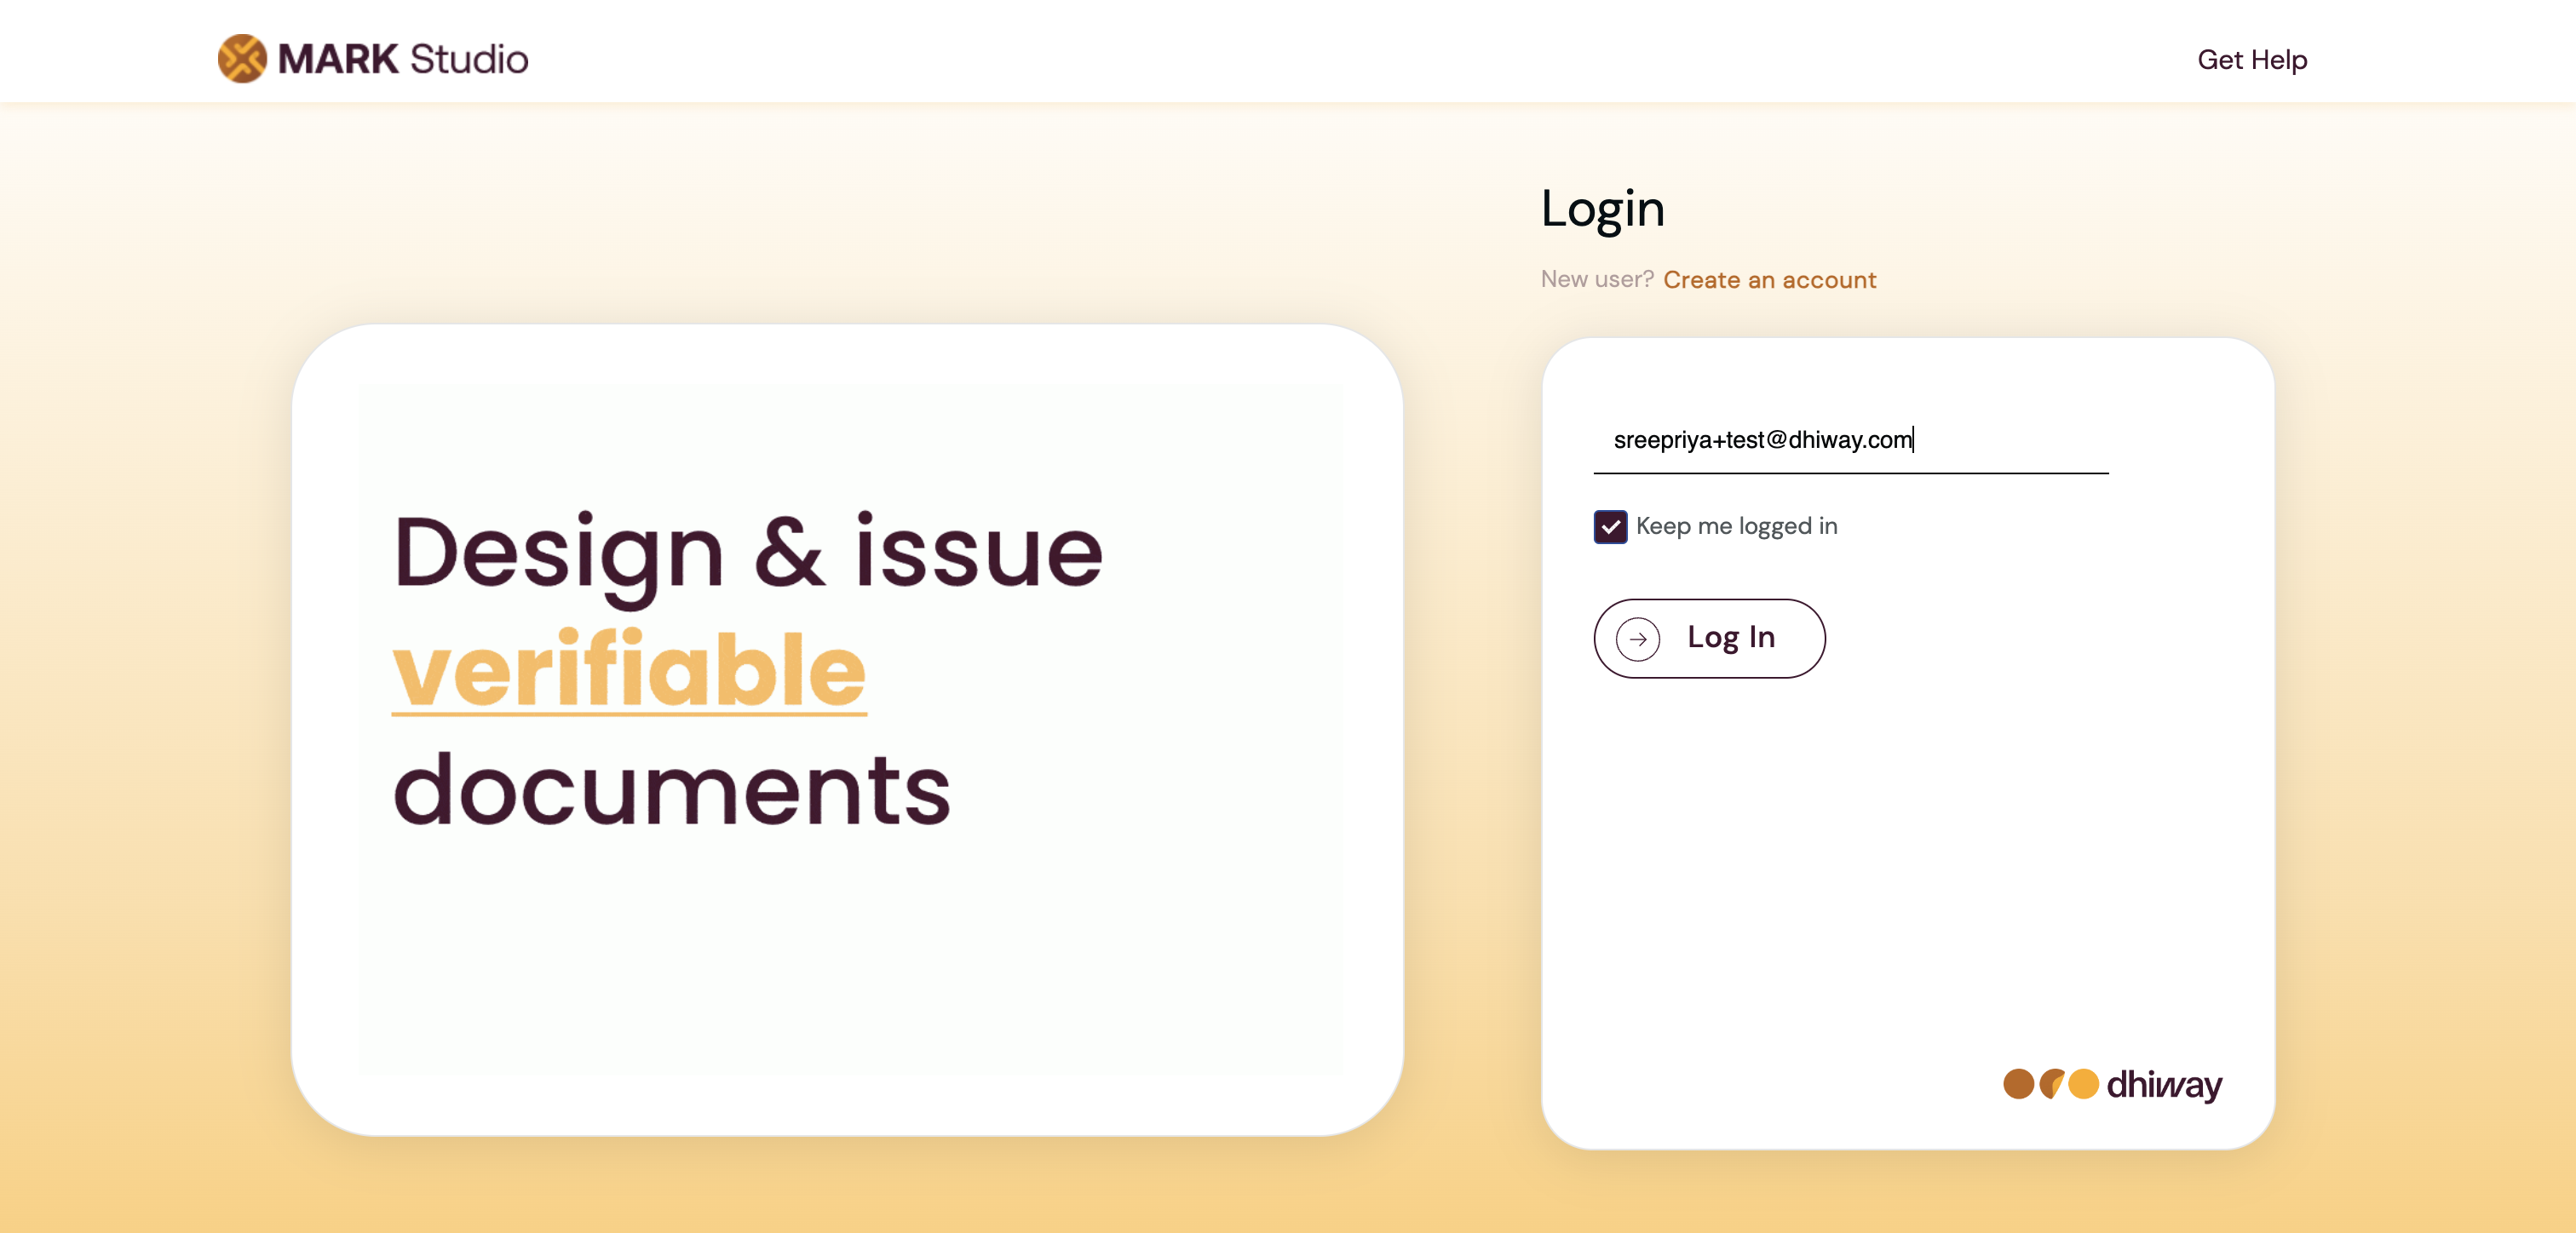 MARK Studio
Get Help
Login
New user? Create an account
Design & issue
verifiable
documents
sreepriya+test@dhiway.com
Keep me logged in
Log In
dhiway